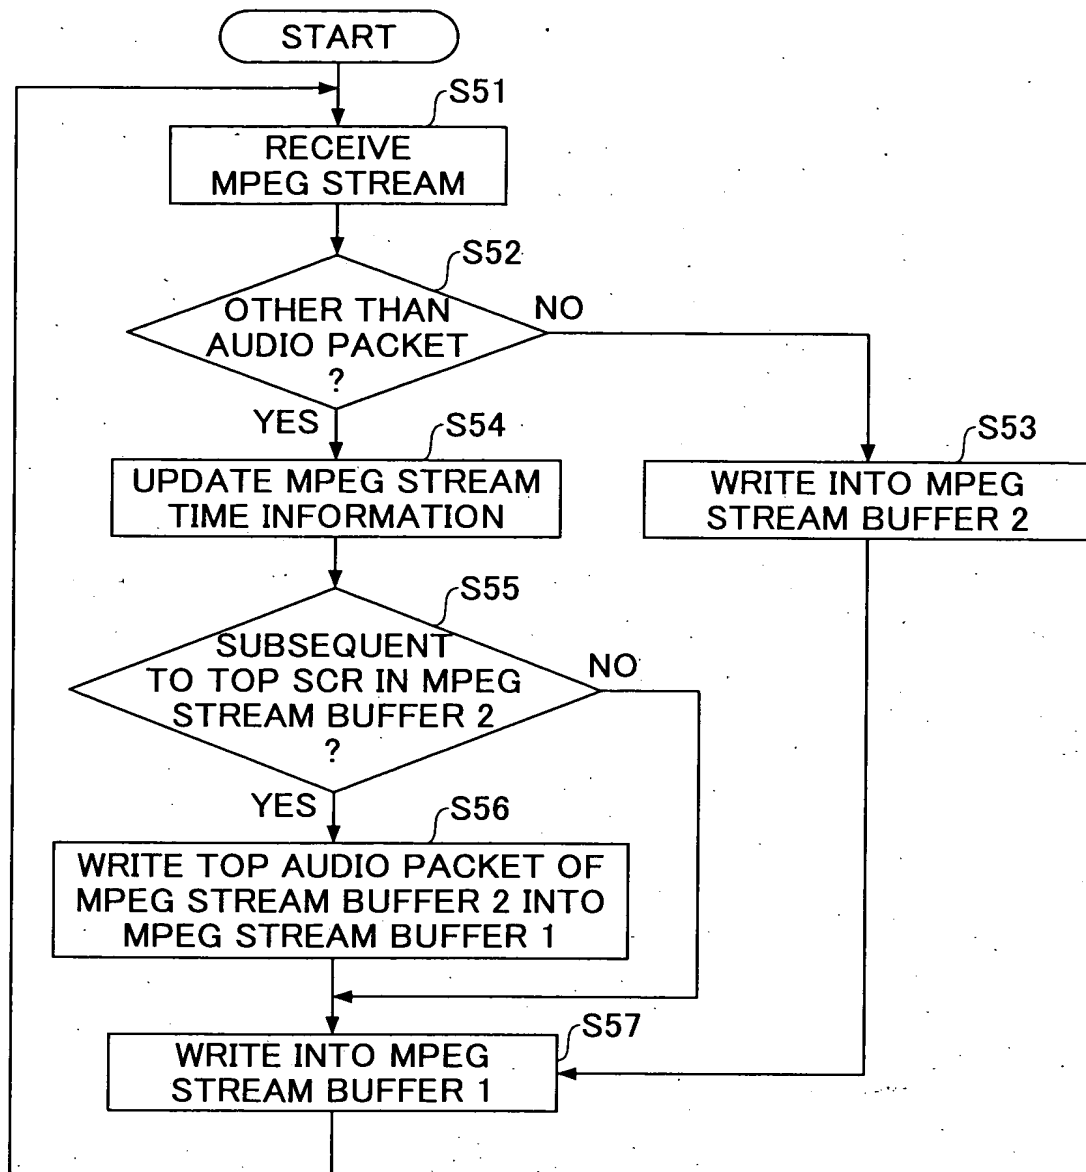 START
S51
RECEIVE
MPEG STREAM
S52
OTHER THAN
AUDIO PACKET
?
NO
YES
S54
UPDATE MPEG STREAM
TIME INFORMATION
S53
WRITE INTO MPEG
STREAM BUFFER 2
S55
SUBSEQUENT
TO TOP SCR IN MPEG
STREAM BUFFER 2
?
NO
YES
S56
WRITE TOP AUDIO PACKET OF
MPEG STREAM BUFFER 2 INTO
MPEG STREAM BUFFER 1
S57
WRITE INTO MPEG
STREAM BUFFER 1